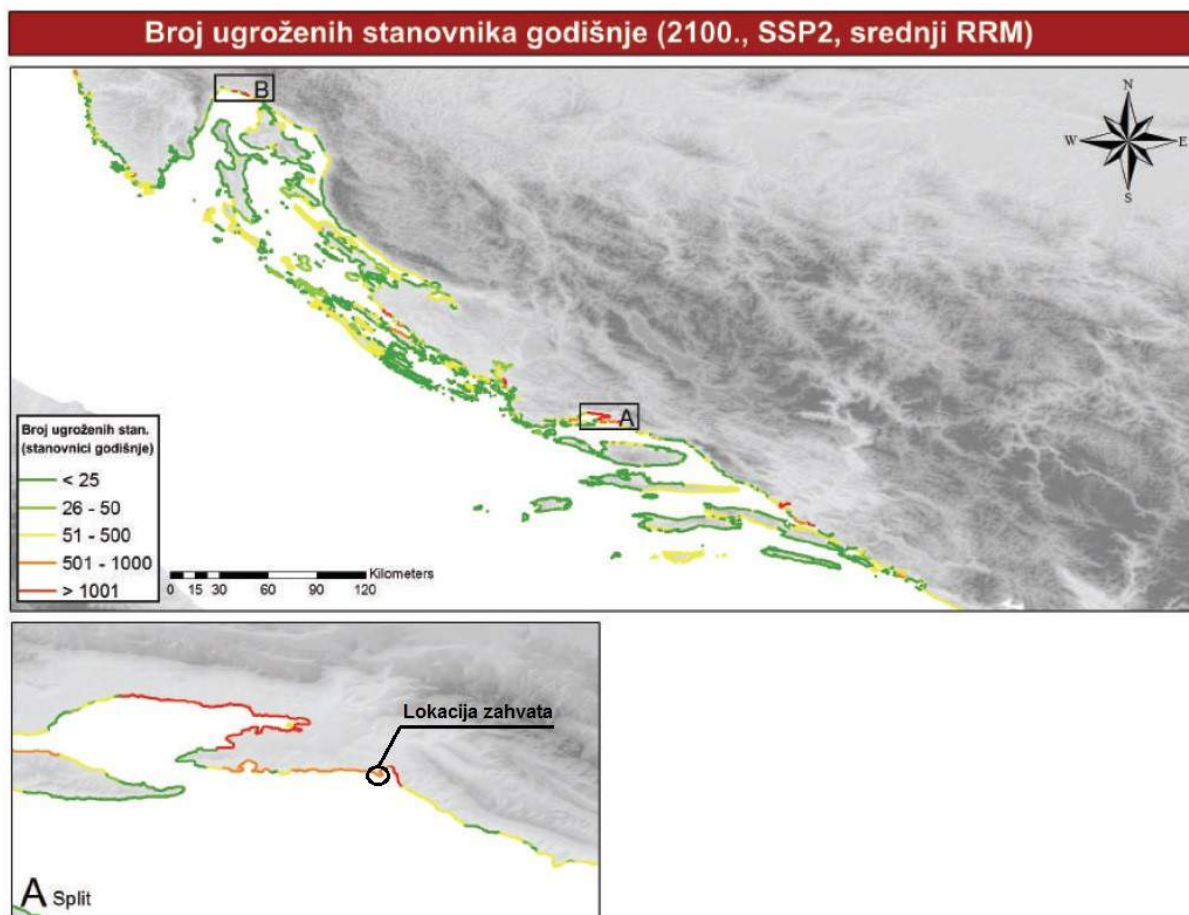 Broj ugroženih stanovnika godišnje (2100., SSP2, srednji RRM)
B
N
W
E
S
A
Broj ugroženih stan.
(stanovnici godišnje)
< 25
26 - 50
51 - 500
501 - 1000
> 1001
Kilometers
0 15 30 60 90 120
Lokacija zahvata
A Split